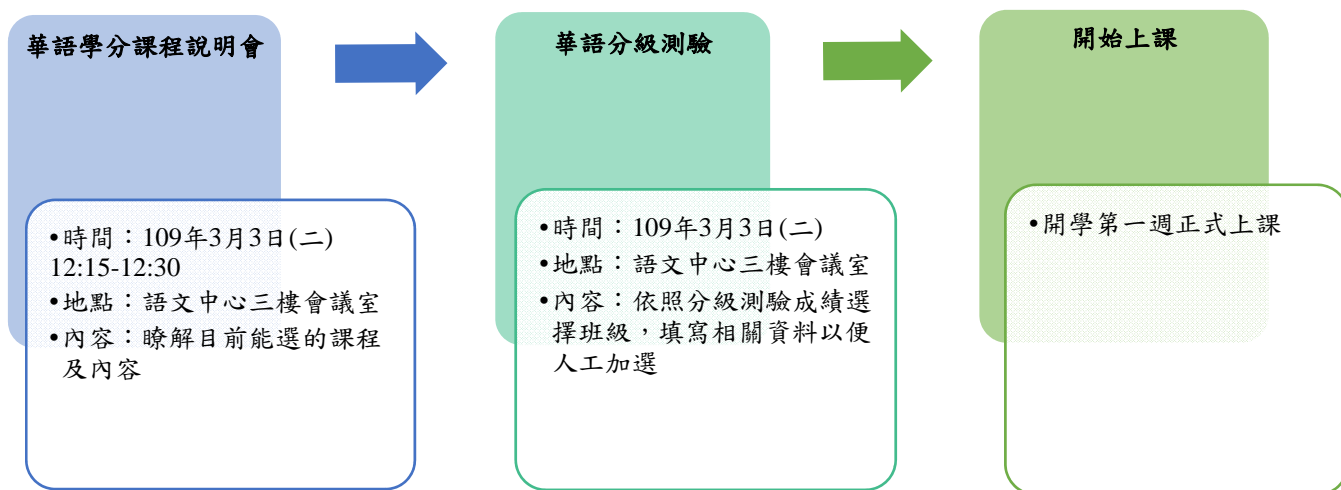 華語學分課程說明會
•時間：109年3月3日(二)
12:15-12:30
•地點：語文中心三樓會議室
•內容：瞭解目前能選的課程
及內容
華語分級測驗
•時間：109年3月3日(二)
•地點：語文中心三樓會議室
•內容：依照分級測驗成績選
擇班級，填寫相關資料以便
人工加選
開始上課
•開學第一週正式上課